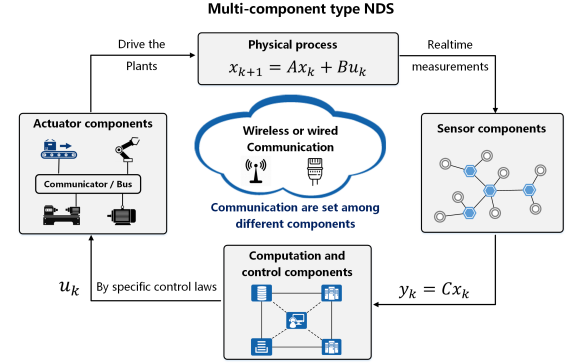 Multi-component type NDS
Drive the
Plants
Physical process
x_{k+1} = Ax_k + Bu_k
Realtime
measurements
Actuator components
Communicator / Bus
Wireless or wired
Communication
Communication are set among
different components
Sensor components
Computation and
control components
u_k
By specific control laws
y_k = Cx_k